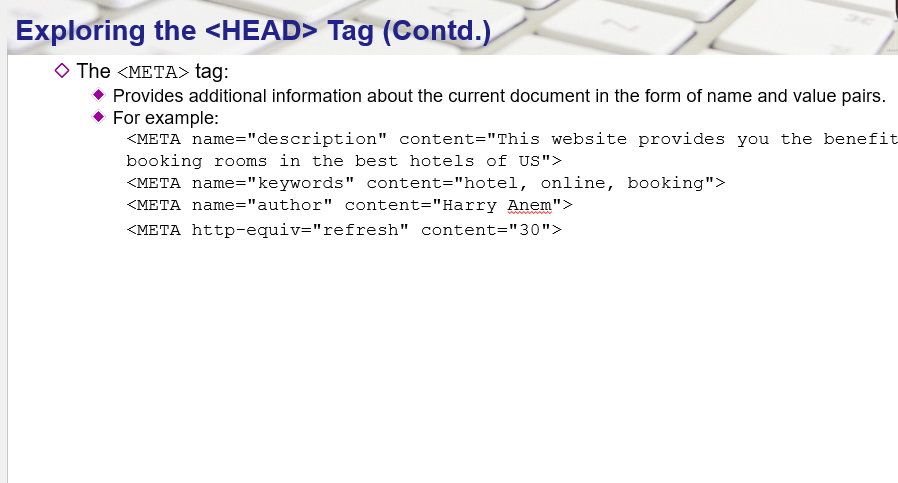 Exploring the <HEAD> Tag (Contd.)
The <META> tag:
Provides additional information about the current document in the form of name and value pairs.
For example:
<META name="description" content="This website provides you the benefit
booking rooms in the best hotels of US">
<META name="keywords" content="hotel, online, booking">
<META name="author" content="Harry Anem">
<META http-equiv="refresh" content="30">